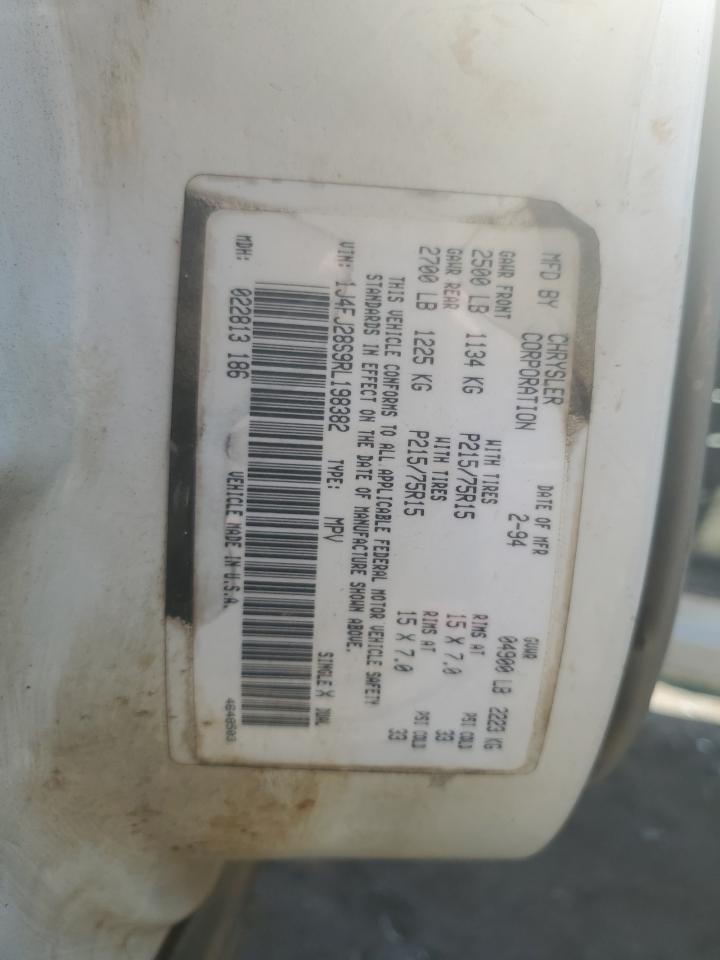 MFD BY CHRYSLER CORPORATION DATE OF MFR 2-94 GVWR 04900 LB 2223 KG
GAWR FRONT WITH TIRES RIMS AT PSI COLD
2500 LB 1134 KG P215/75R15 15 X 7.0 33
GAWR REAR WITH TIRES RIMS AT PSI COLD
2700 LB 1225 KG P215/75R15 15 X 7.0 33
THIS VEHICLE CONFORMS TO ALL APPLICABLE FEDERAL MOTOR VEHICLE SAFETY
STANDARDS IN EFFECT ON THE DATE OF MANUFACTURE SHOWN ABOVE.
VIN: 1J4FJ28S9RL198382 TYPE: MPV SINGLE X DUAL
MDH: 022813 186 VEHICLE MADE IN U.S.A. 4648503